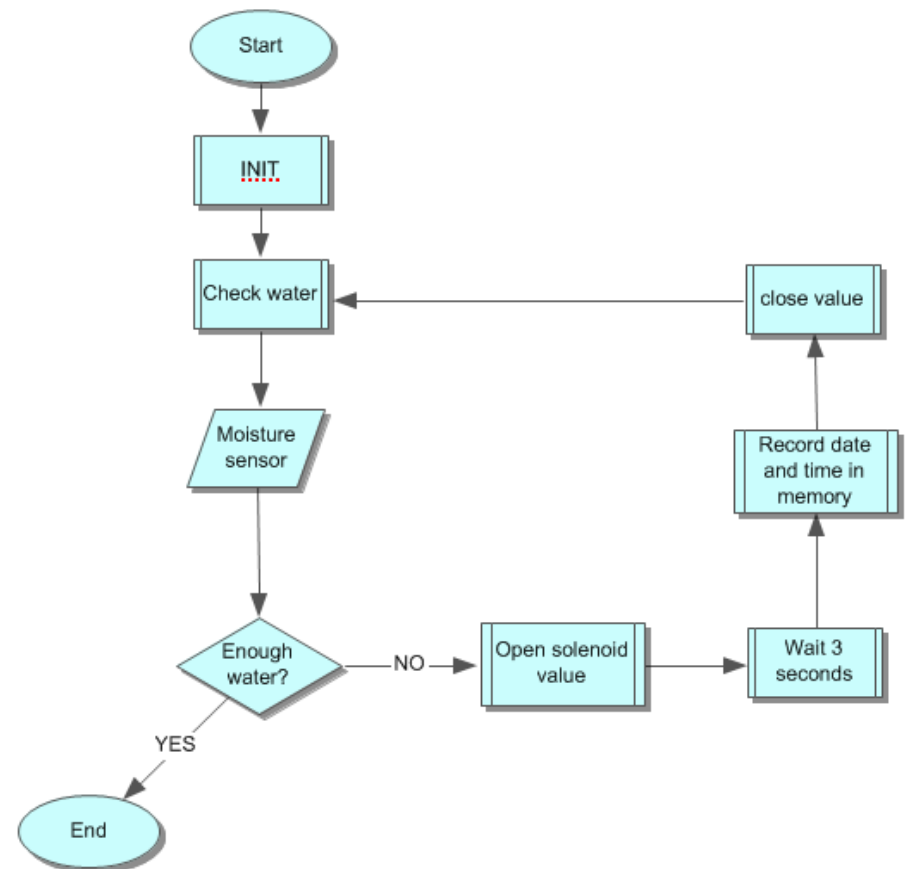 Start
INIT
Check water
Moisture
sensor
Enough
water?
YES
End
NO
Open solenoid
value
Wait 3
seconds
Record date
and time in
memory
close value